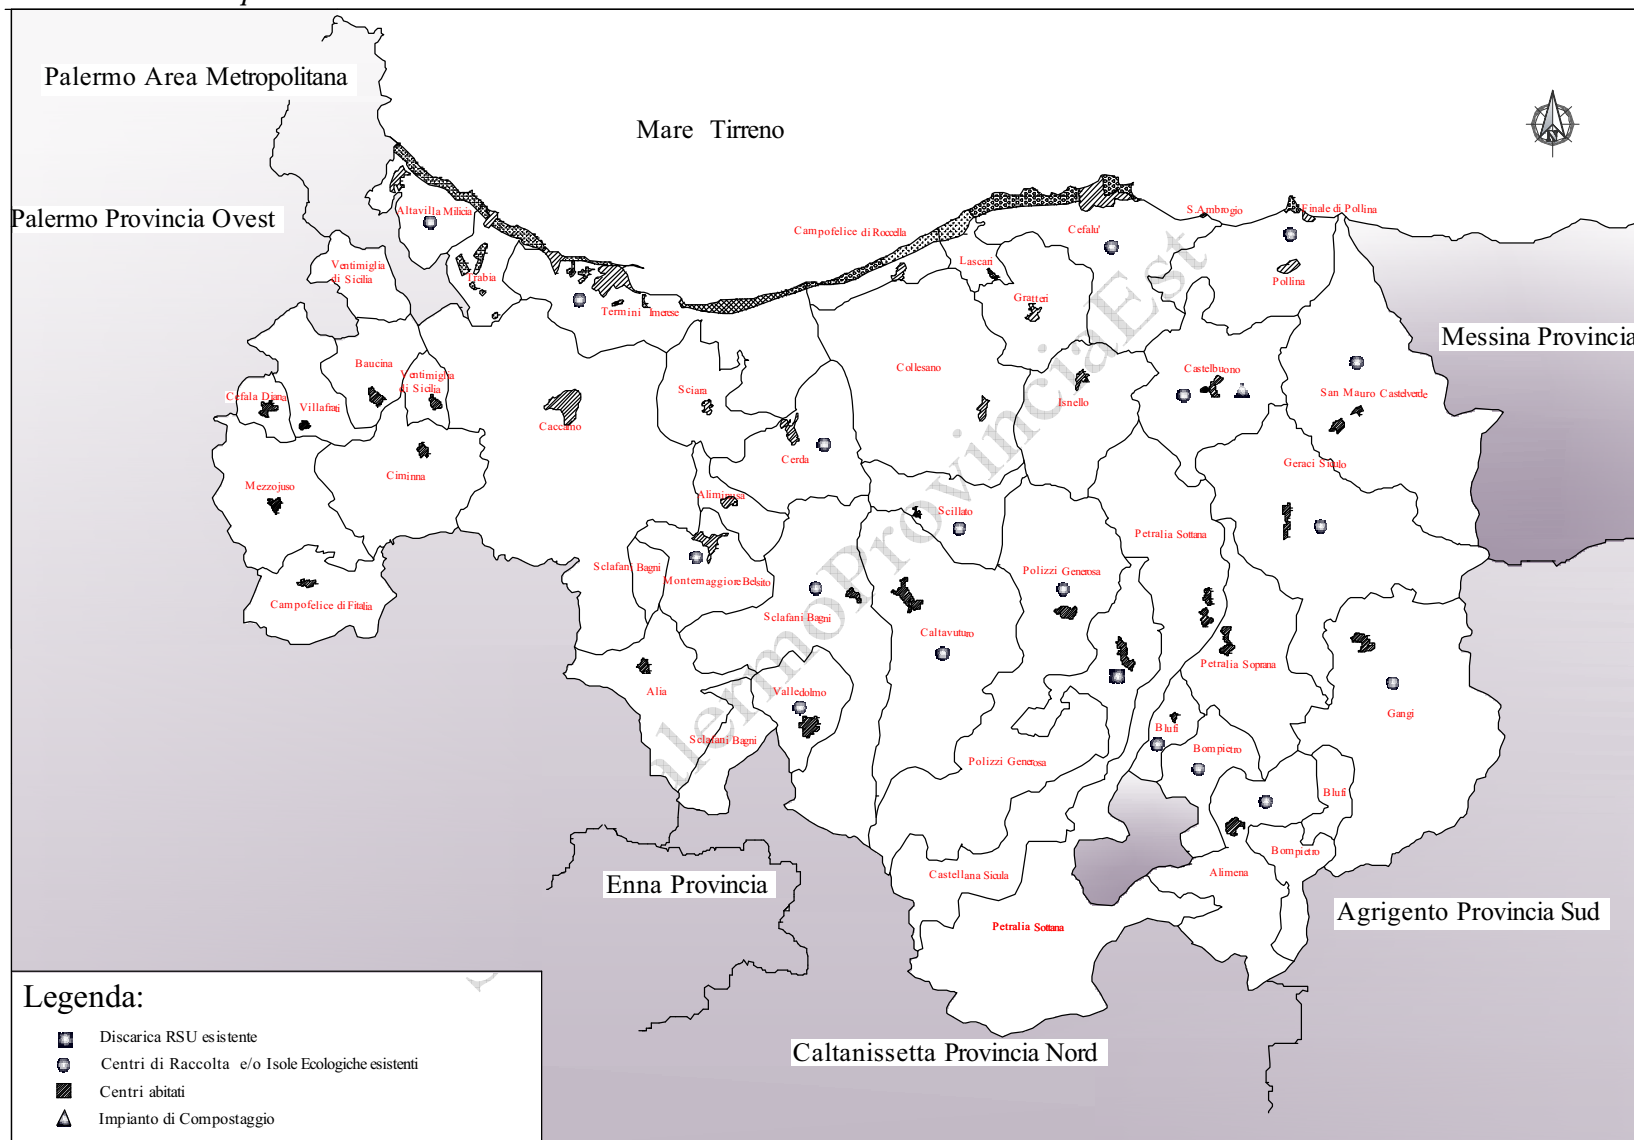 Palermo Area Metropolitana
Mare Tirreno
Palermo Provincia Ovest
Altavilla Milicia
S.Ambrogio
Finale di Pollina
Campofelice di Roccella
Cefalu'
Ventimiglia
di Sicilia
Trabia
Lascari
Pollina
Gratteri
Termini Imerese
Messina Provincia
Baucina
Ventimiglia
di Sicilia
Collesano
Castelbuono
Cefala Diana
Villafrati
Sciara
Isnello
San Mauro Castelverde
Caccamo
Cerda
Geraci Siculo
Mezzojuso
Ciminna
Aliminusa
Scillato
Petralia Sottana
Sclafani Bagni
Montemaggiore Belsito
Polizzi Generosa
Campofelice di Fitalia
Sclafani Bagni
Caltavuturo
Petralia Soprana
Alia
Valledolmo
Gangi
Blufi
Sclafani Bagni
Bompietro
Polizzi Generosa
Blufi
Bompietro
Castellana Sicula
Alimena
Enna Provincia
Agrigento Provincia Sud
Petralia Sottana
Caltanissetta Provincia Nord
PalermoProvinciaEst
N
Legenda:
Discarica RSU esistente
Centri di Raccolta e/o Isole Ecologiche esistenti
Centri abitati
Impianto di Compostaggio